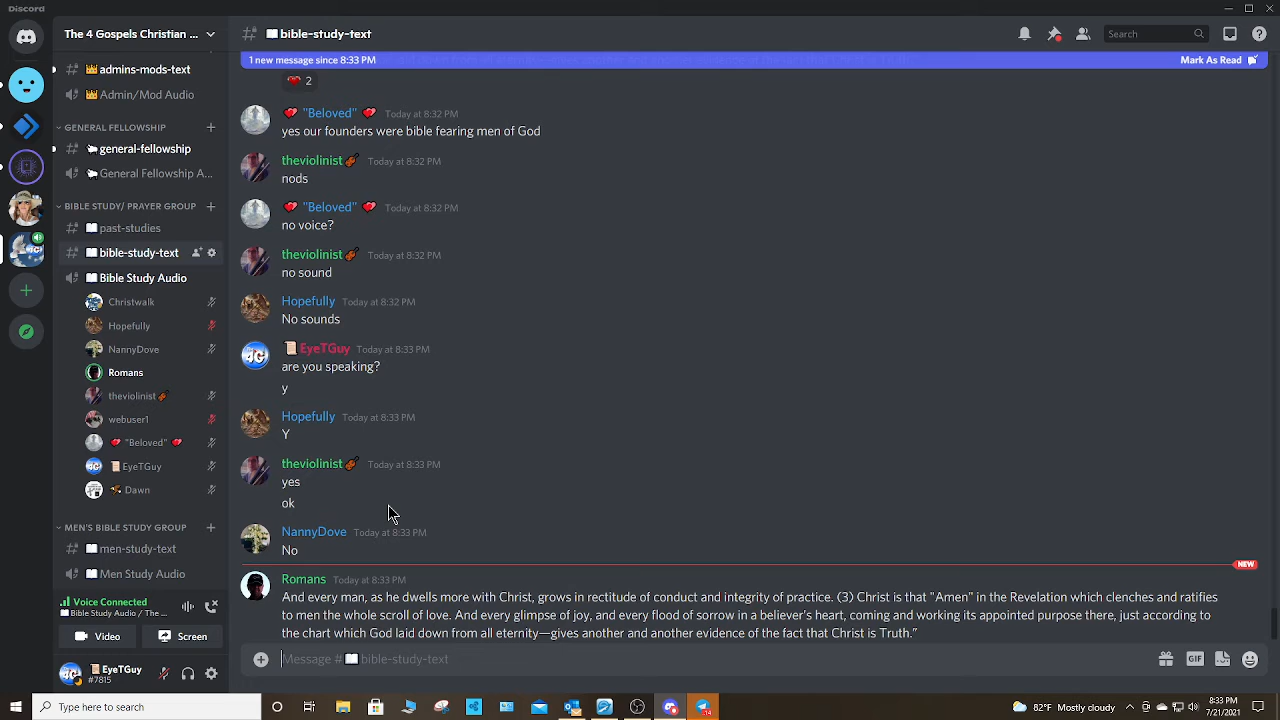 Discord
The 4 Gospels Christian ...
bible-study-text
Search
1 new message since 8:33 PM
Mark As Read
admins-mods-text
Admin/Mod Audio
GENERAL FELLOWSHIP
general-fellowship
General Fellowship A...
BIBLE STUDY/ PRAYER GROUP
past-studies
bible-study-text
Bible Study Audio
Christwalk
Hopefully
NannyDove
Romans
theviolinist
webuser1
"Beloved"
EyeTGuy
Dawn
MEN'S BIBLE STUDY GROUP
men-study-text
Men Study Audio
Voice Connected
Bible Study Audio / The ...
Video
Screen
EyeTGuy
#7815
2
"Beloved" Today at 8:32 PM
yes our founders were bible fearing men of God
theviolinist Today at 8:32 PM
nods
"Beloved" Today at 8:32 PM
no voice?
theviolinist Today at 8:32 PM
no sound
Hopefully Today at 8:32 PM
No sounds
EyeTGuy Today at 8:33 PM
are you speaking?
y
Hopefully Today at 8:33 PM
Y
theviolinist Today at 8:33 PM
yes
ok
NannyDove Today at 8:33 PM
No
NEW
Romans Today at 8:33 PM
And every man, as he dwells more with Christ, grows in rectitude of conduct and integrity of practice. (3) Christ is that "Amen" in the Revelation which clenches and ratifies
to men the whole scroll of love. And every glimpse of joy, and every flood of sorrow in a believer's heart, coming and working its appointed purpose there, just according to
the chart which God laid down from all eternity—gives another and another evidence of the fact that Christ is Truth.”
Message # bible-study-text
GIF
Type here to search
14
82°F Mostly cloudy
8:33 PM
7/21/2021